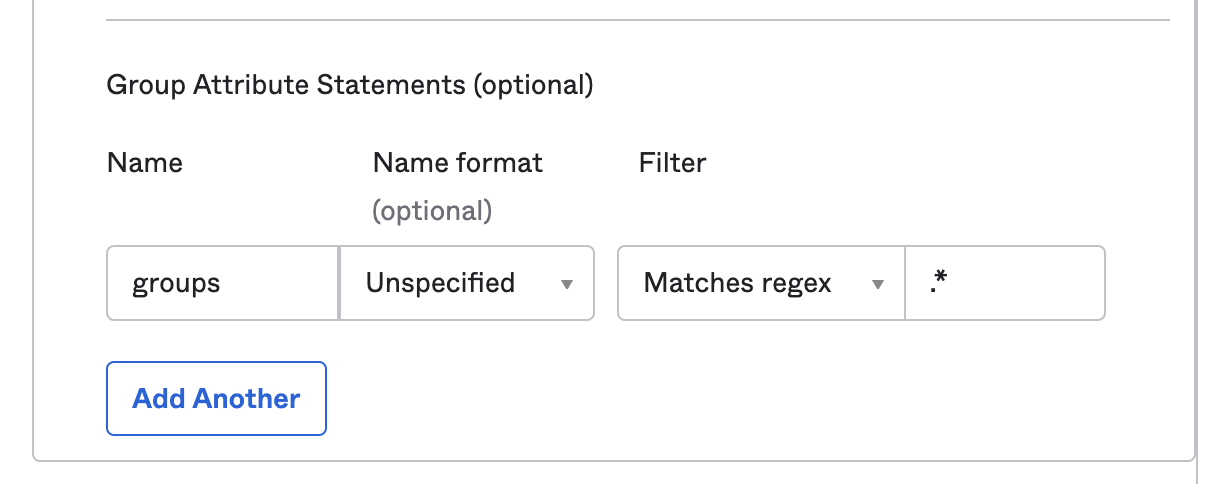 Group Attribute Statements (optional)
Name Name format Filter
(optional)
groups Unspecified Matches regex .*
Add Another